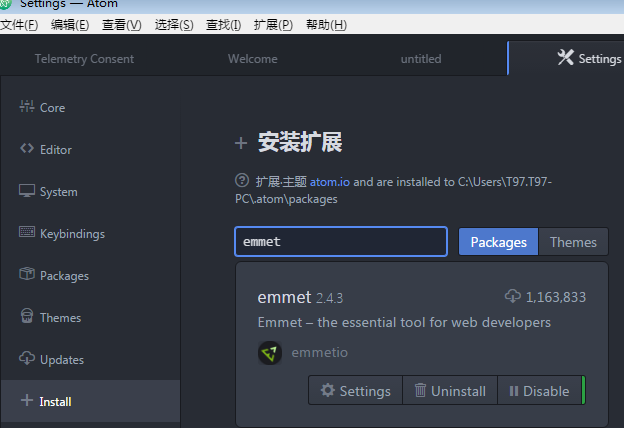 Settings — Atom
文件(F) 编辑(E) 查看(V) 选择(S) 查找(I) 扩展(P) 帮助(H)
Telemetry Consent Welcome untitled Settings
Core
Editor
System
Keybindings
Packages
Themes
Updates
Install
安装扩展
扩展·主题 atom.io and are installed to C:\Users\T97.T97-
PC\.atom\packages
emmet Packages Themes
emmet 2.4.3 1,163,833
Emmet – the essential tool for web developers
emmetio
Settings Uninstall Disable